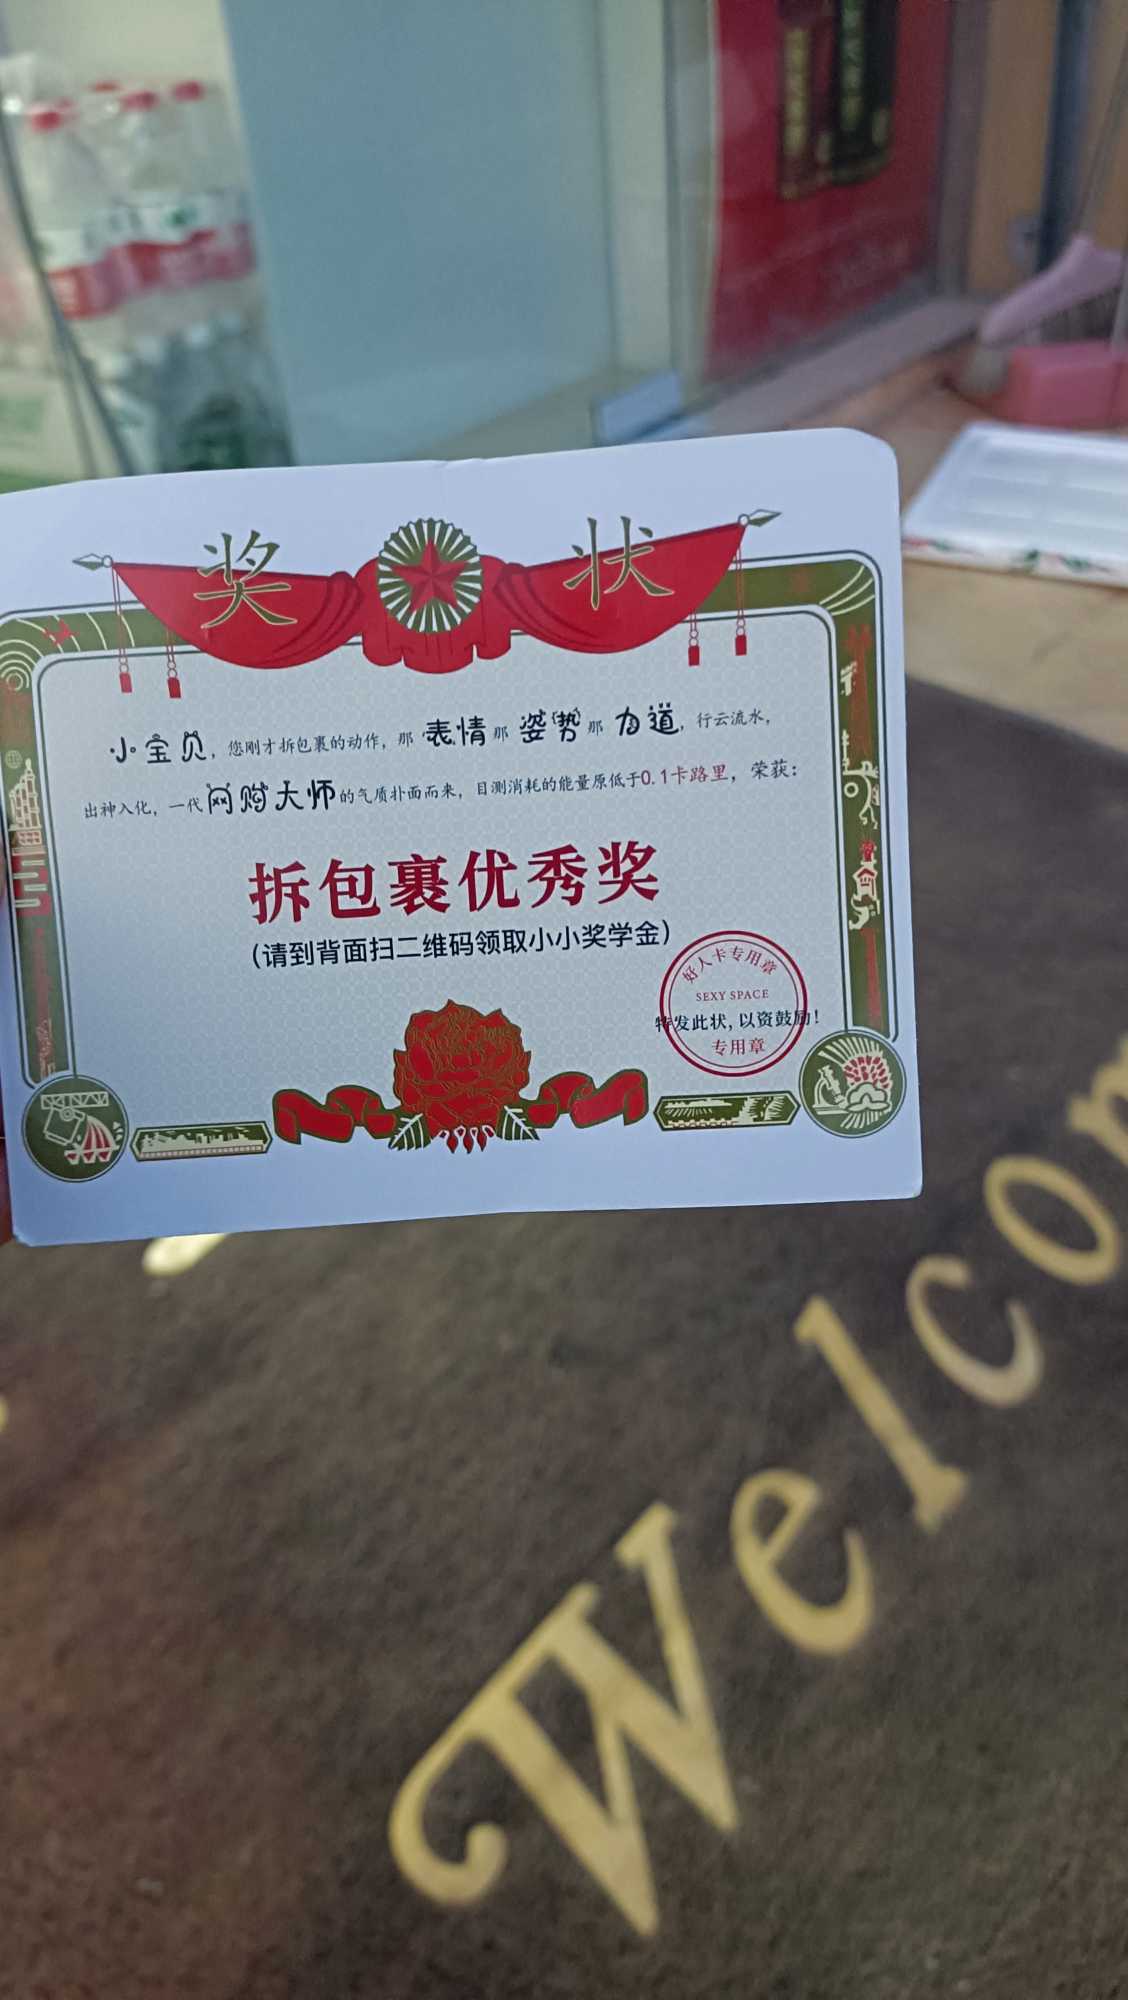 奖状
小宝贝，您刚才拆包裹的动作，那表情那姿势那力道，行云流水，
出神入化，一代网购大师的气质扑面而来，目测消耗的能量原低于0.1卡路里，荣获：
拆包裹优秀奖
(请到背面扫二维码领取小小奖学金)
好人卡专用章
SEXY SPACE
特发此状，以资鼓励！
专用章
Welcom